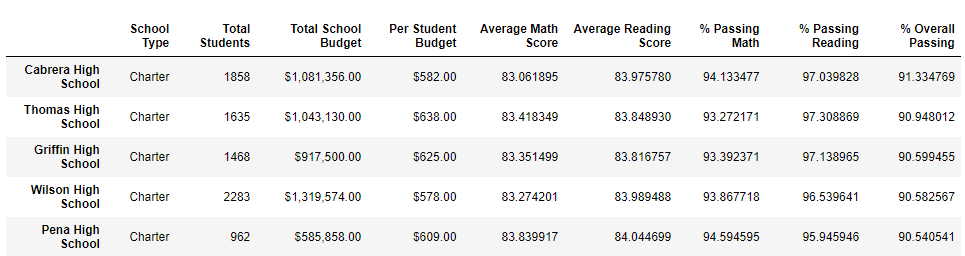 School Type Total Students Total School Budget Per Student Budget Average Math Score Average Reading Score % Passing Math % Passing Reading % Overall Passing
Cabrera High School Charter 1858 $1,081,356.00 $582.00 83.061895 83.975780 94.133477 97.039828 91.334769
Thomas High School Charter 1635 $1,043,130.00 $638.00 83.418349 83.848930 93.272171 97.308869 90.948012
Griffin High School Charter 1468 $917,500.00 $625.00 83.351499 83.816757 93.392371 97.138965 90.599455
Wilson High School Charter 2283 $1,319,574.00 $578.00 83.274201 83.989488 93.867718 96.539641 90.582567
Pena High School Charter 962 $585,858.00 $609.00 83.839917 84.044699 94.594595 95.945946 90.540541